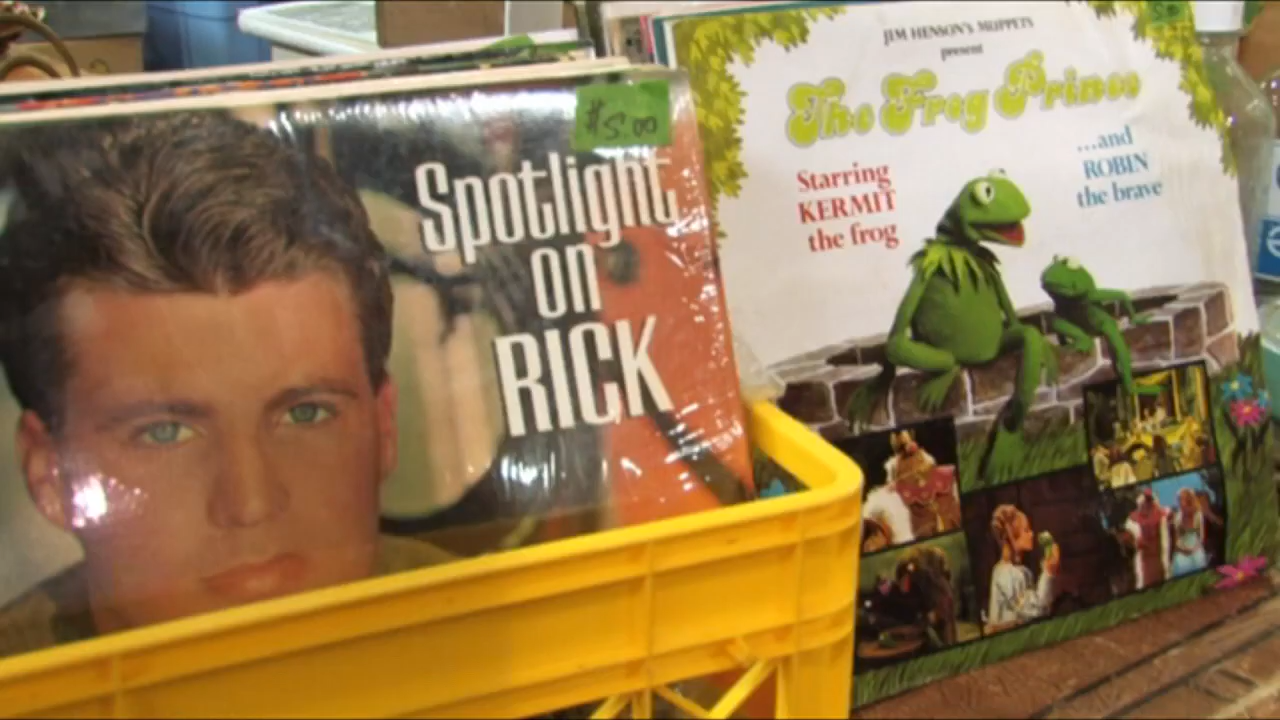 $5.00
Spotlight
on
RICK
JIM HENSON'S MUPPETS
present
The Frog Prince
Starring
KERMIT
the frog
...and
ROBIN
the brave